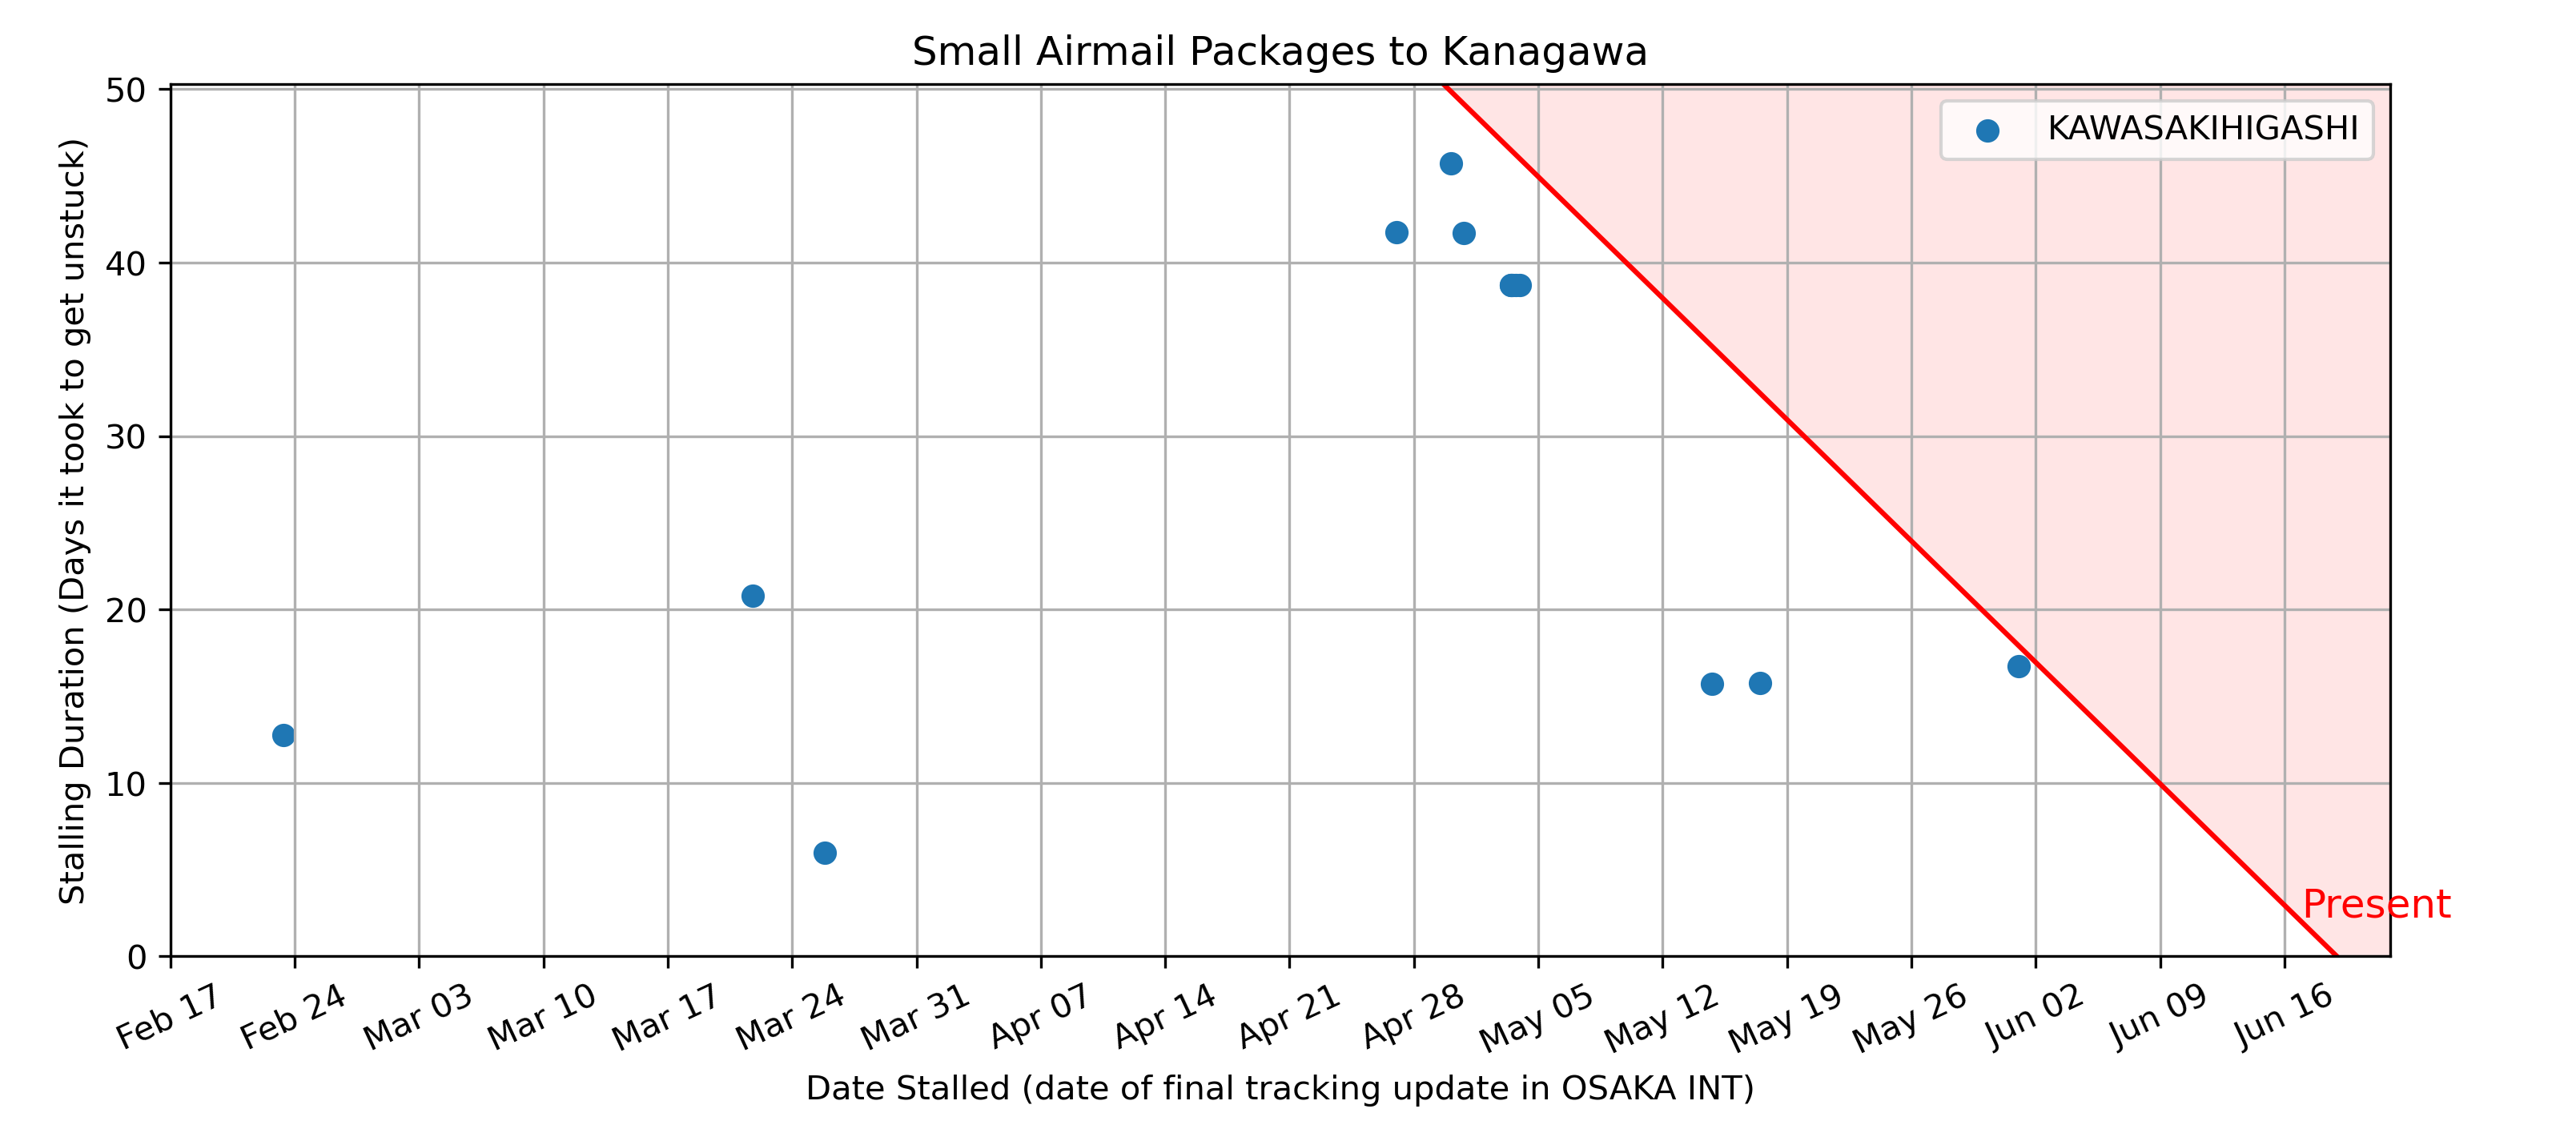 Small Airmail Packages to Kanagawa
KAWASAKIHIGASHI
Stalling Duration (Days it took to get unstuck)
50
40
30
20
10
0
Present
Feb 17
Feb 24
Mar 03
Mar 10
Mar 17
Mar 24
Mar 31
Apr 07
Apr 14
Apr 21
Apr 28
May 05
May 12
May 19
May 26
Jun 02
Jun 09
Jun 16
Date Stalled (date of final tracking update in OSAKA INT)